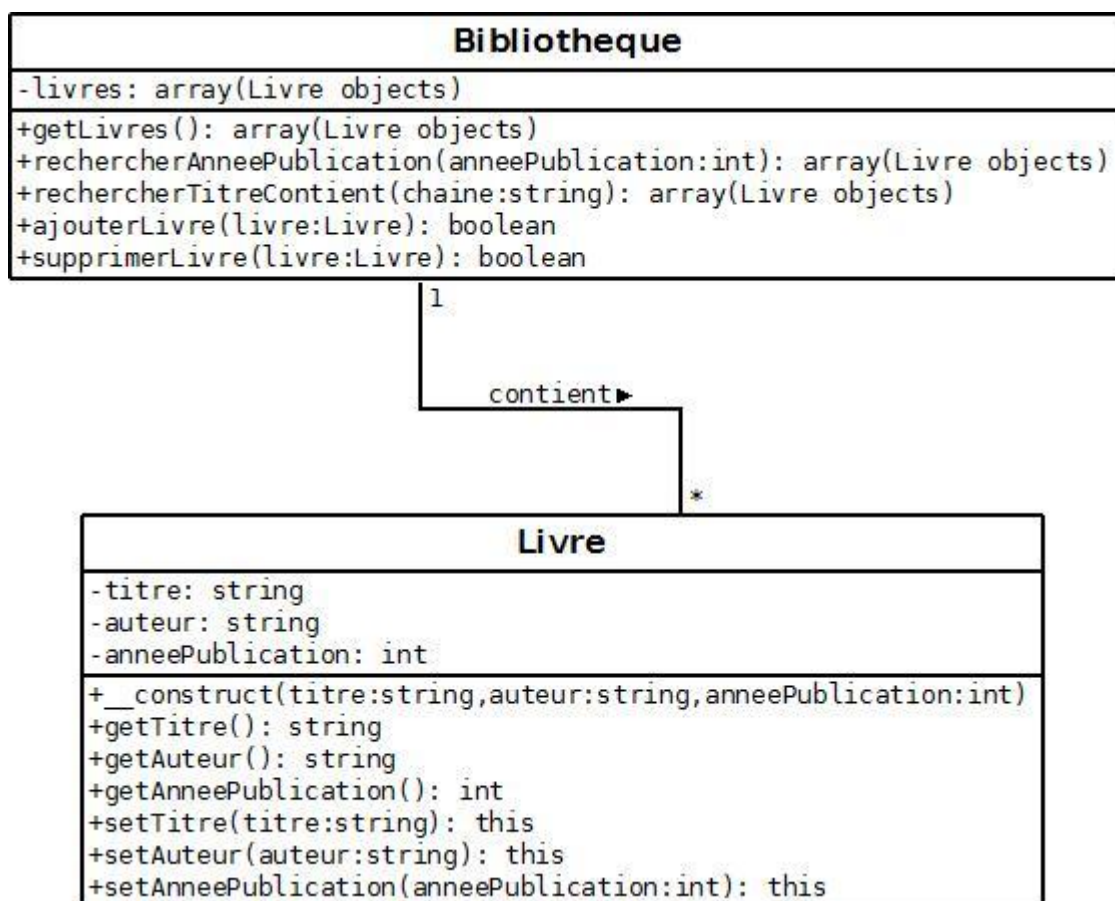 Bibliotheque
-livres: array(Livre objects)
+getLivres(): array(Livre objects)
+rechercherAnneePublication(anneePublication:int): array(Livre objects)
+rechercherTitreContient(chaine:string): array(Livre objects)
+ajouterLivre(livre:Livre): boolean
+supprimerLivre(livre:Livre): boolean
1
contient►
*
Livre
-titre: string
-auteur: string
-anneePublication: int
+__construct(titre:string,auteur:string,anneePublication:int)
+getTitre(): string
+getAuteur(): string
+getAnneePublication(): int
+setTitre(titre:string): this
+setAuteur(auteur:string): this
+setAnneePublication(anneePublication:int): this